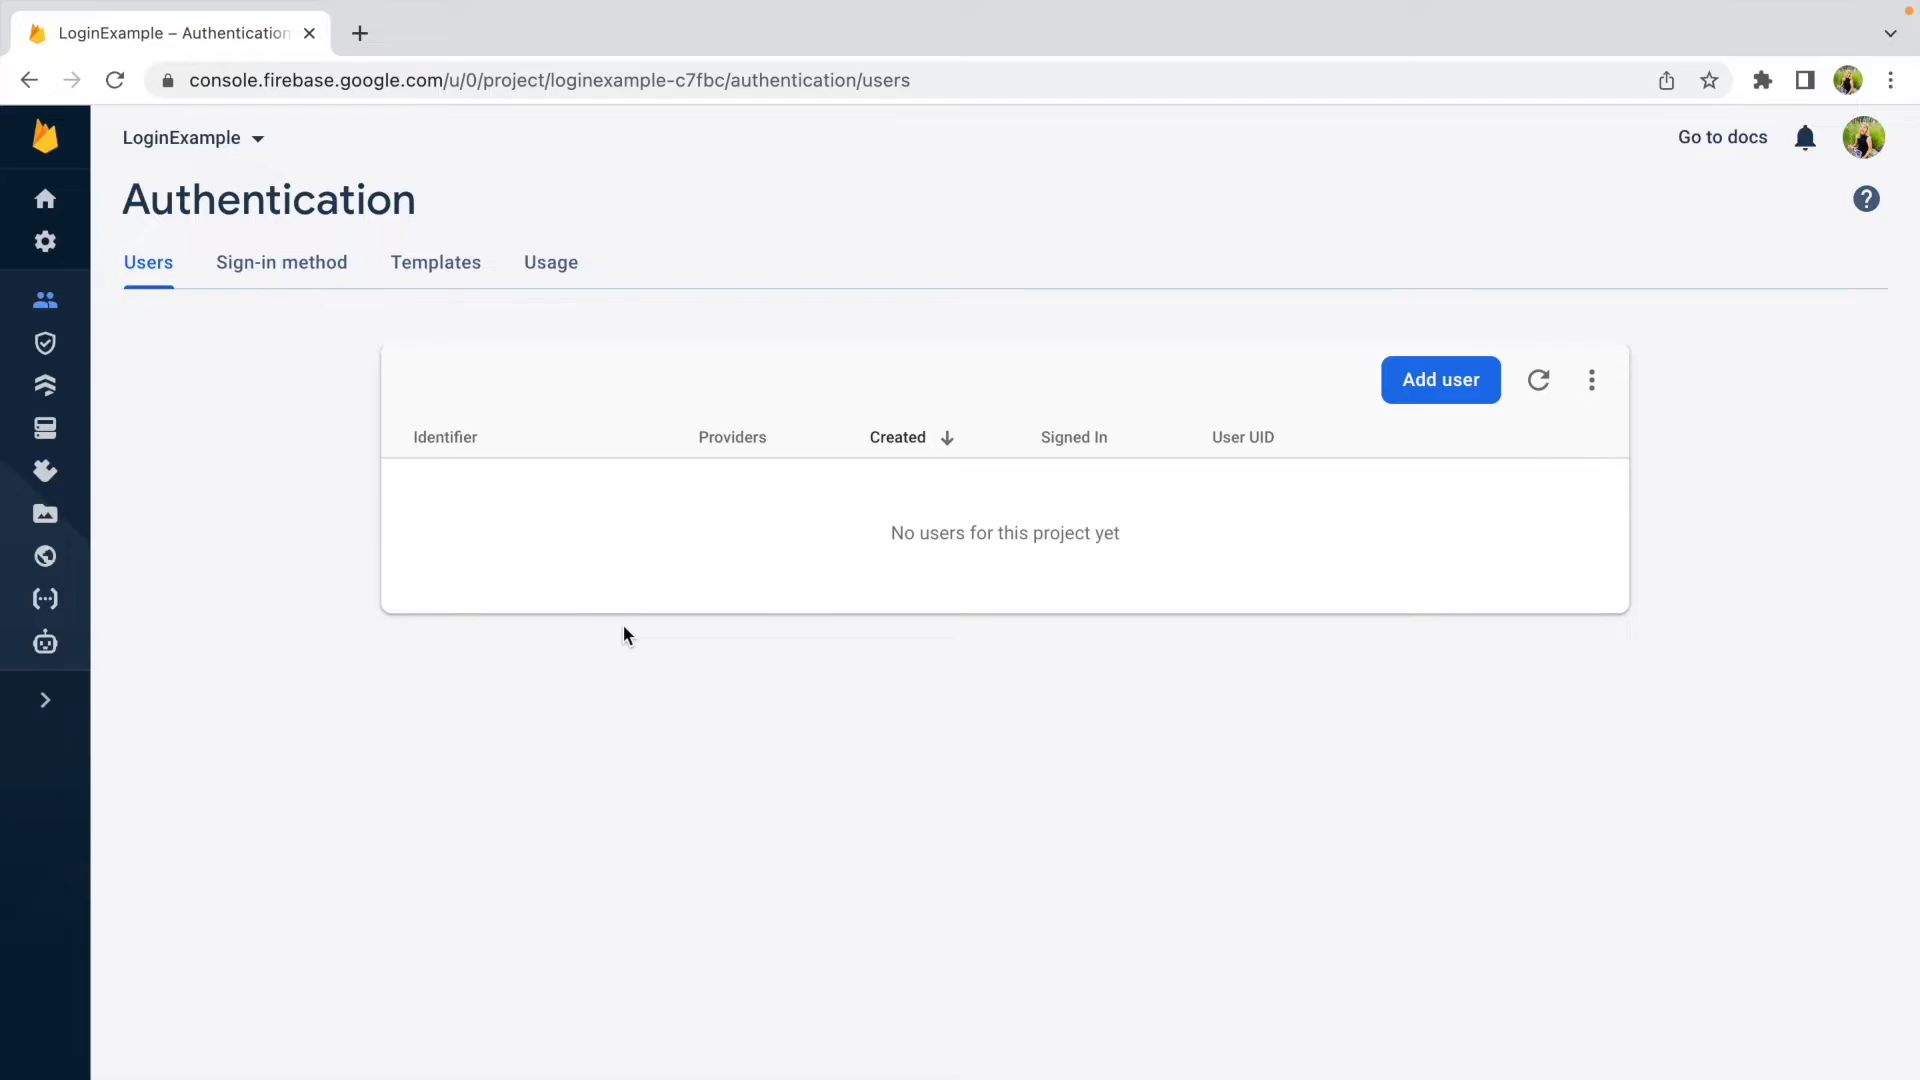 LoginExample – Authentication
console.firebase.google.com/u/0/project/loginexample-c7fbc/authentication/users
LoginExample
Go to docs
Authentication
Users Sign-in method Templates Usage
Add user
Identifier Providers Created Signed In User UID
No users for this project yet